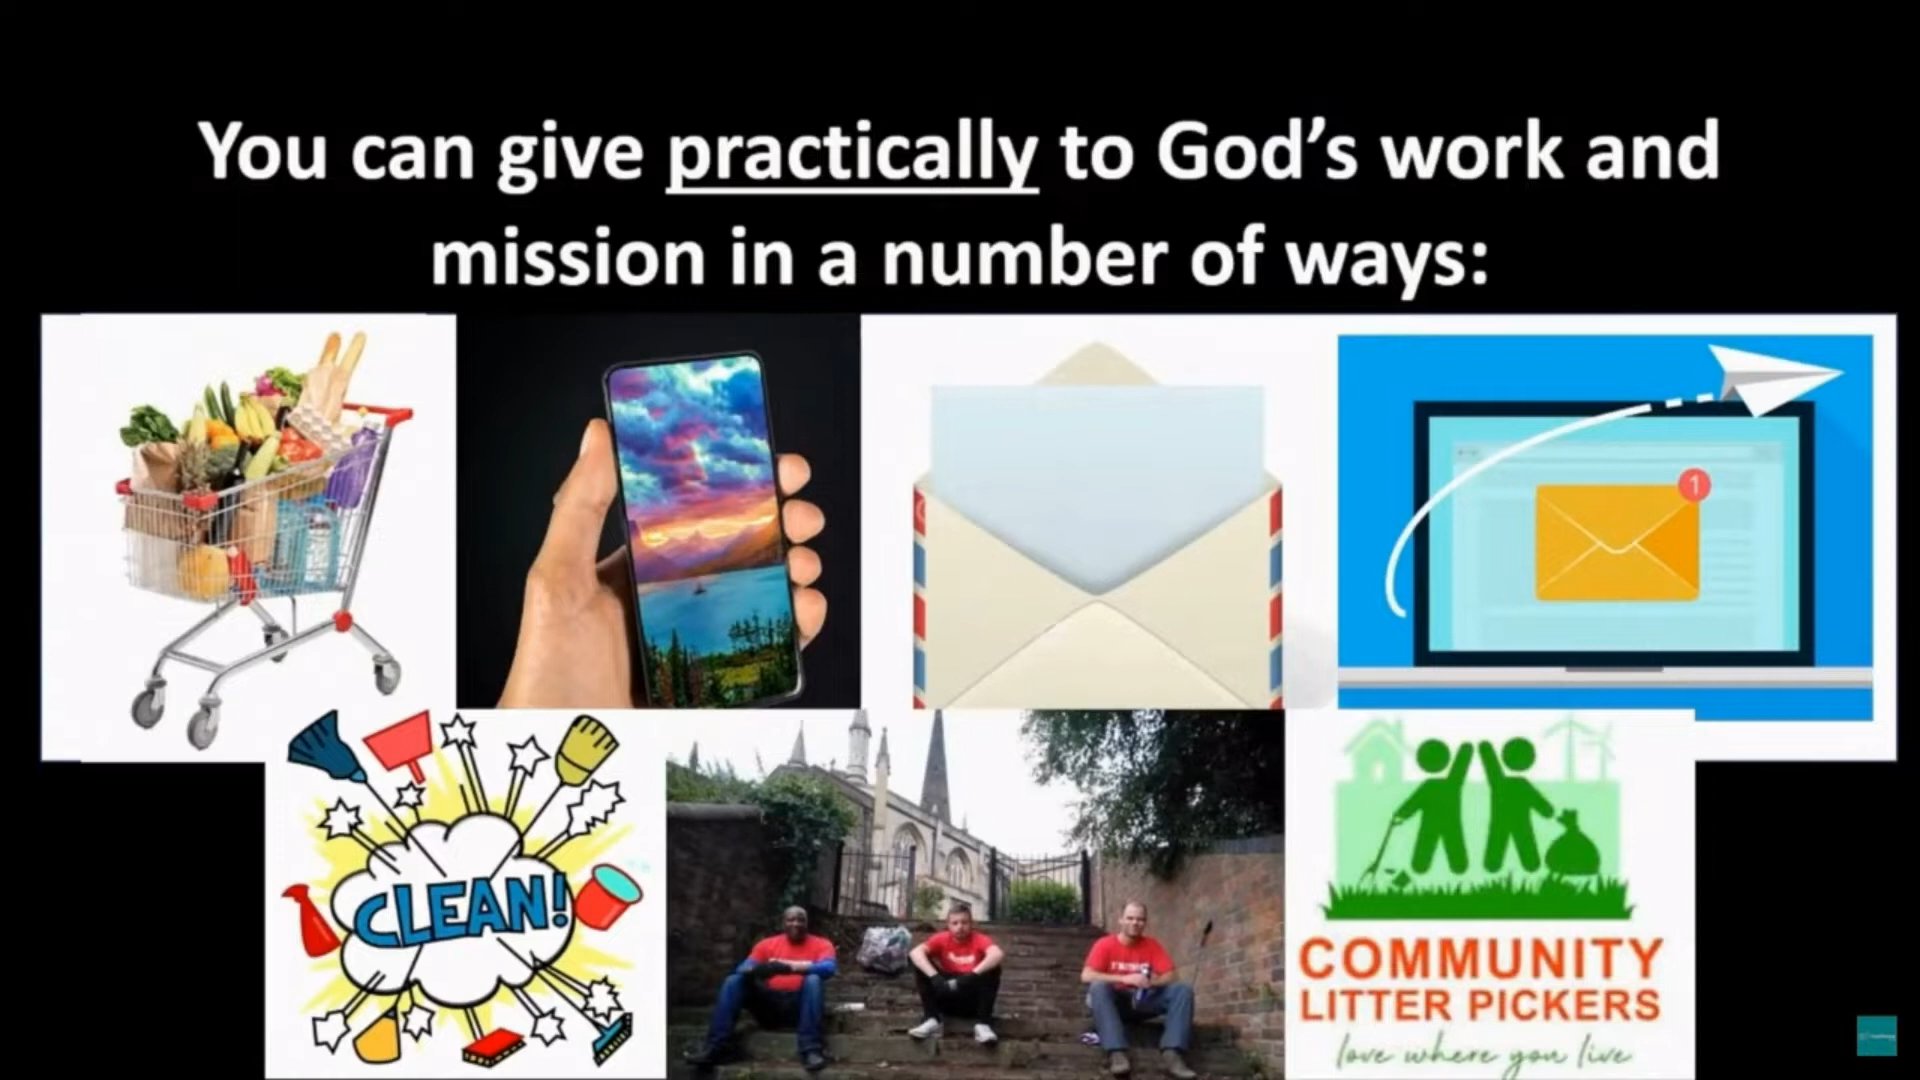 You can give practically to God's work and
mission in a number of ways:
1
CLEAN!
COMMUNITY
LITTER PICKERS
love where you live